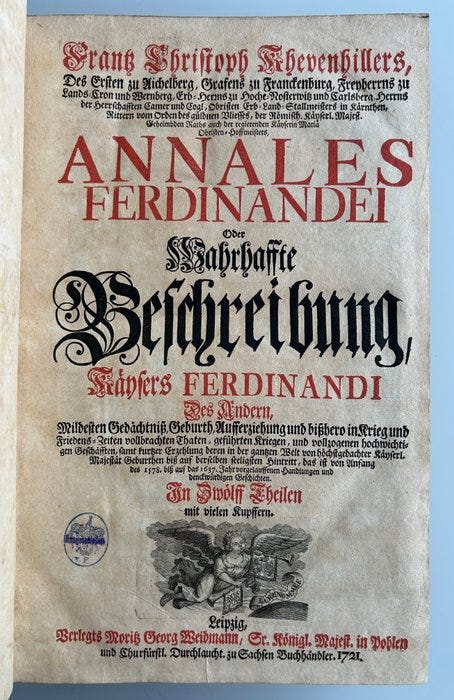 Frantz Christoph Khevenhillers,
Des Ersten zu Aichelberg, Grafens zu Franckenburg, Freyherrns zu
Lands-Cron und Wernberg, Erb-Herrns zu Hoche-Nosterwitz und Carlsberg, Herrns
der Herrschafften Camer und Cogl, Obristen Erb-Land-Stallmeisters in Kärnthen,
Rittern vom Orden des güldnen Vliesses, der Römisch. Käyserl. Majest.
Geheimbden Raths auch der regierenden Käyserin Maria
Obristen-Hoffmeisters,
ANNALES
FERDINANDEI
Oder
Wahrhaffte
Beschreibung,
Käysers FERDINANDI
Des Andern,
Mildesten Gedächtniß, Geburth, Aufferziehung und bißhero in Krieg und
Friedens-Zeiten vollbrachten Thaten, geführten Kriegen, und vollzogenen hochwichti-
gen Geschäfften, samt kurtzer Erzehlung deren in der gantzen Welt von höchstgedachter Käyserl.
Majestät Geburthen biß auf derselben seeligsten Hintritt, das ist von Anfang
des 1578. biß auf das 1637. Jahr vorgelauffenen Handlungen und
denckwürdigen Geschichten.
In Zwölff Theilen
mit vielen Kupffern.
Ausgeschieden
Leipzig,
Verlegts Moritz Georg Weidmann, Sr. Königl. Majest. in Pohlen
und Churfürstl. Durchlaucht. zu Sachsen Buchhändler. 1721.